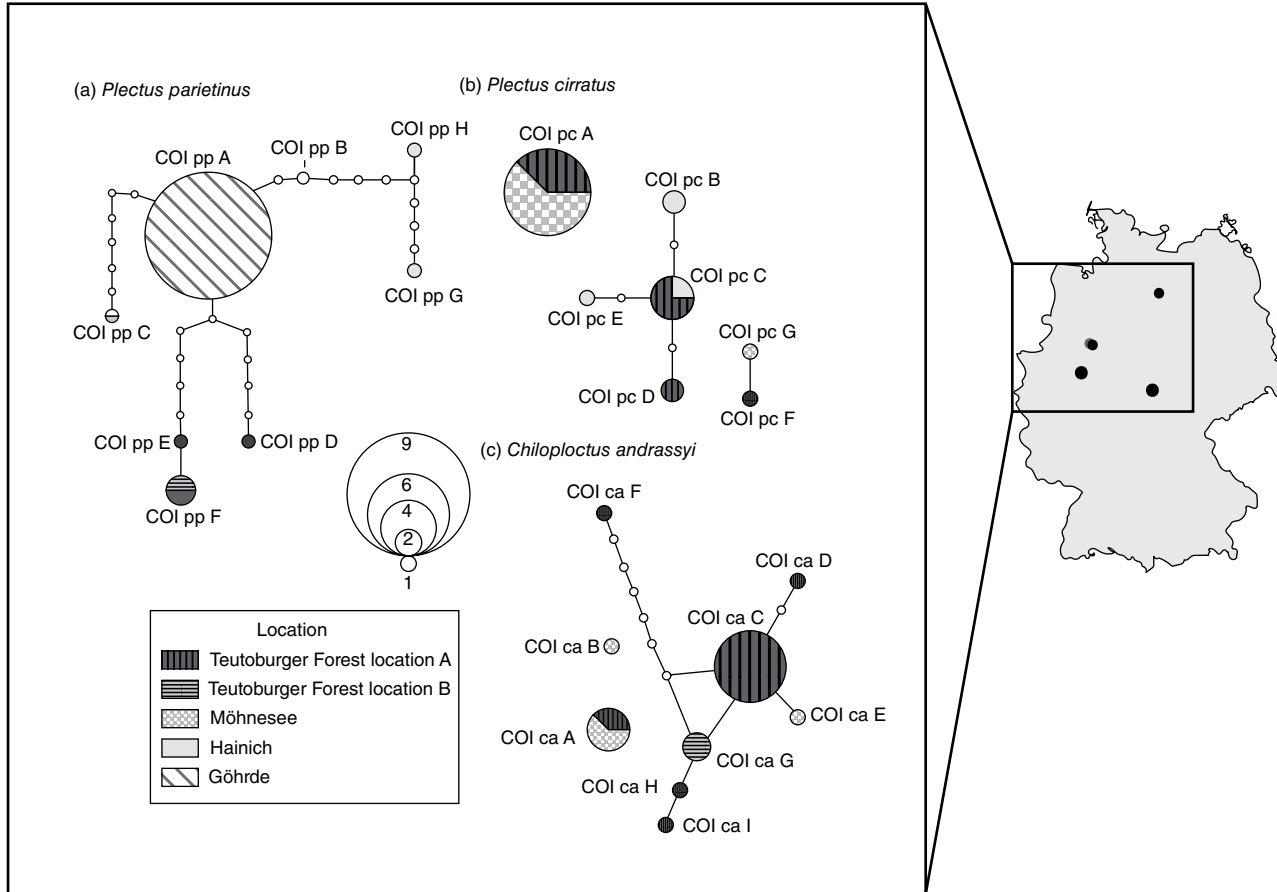 (a) Plectus parietinus
COI pp A
COI pp B
COI pp H
COI pp G
COI pp C
COI pp E
COI pp D
COI pp F
(b) Plectus cirratus
COI pc A
COI pc B
COI pc C
COI pc E
COI pc G
COI pc D
COI pc F
9
6
4
2
1
(c) Chiloploctus andrassyi
COI ca F
COI ca D
COI ca C
COI ca B
COI ca E
COI ca A
COI ca G
COI ca H
COI ca I
Location
Teutoburger Forest location A
Teutoburger Forest location B
Möhnesee
Hainich
Göhrde